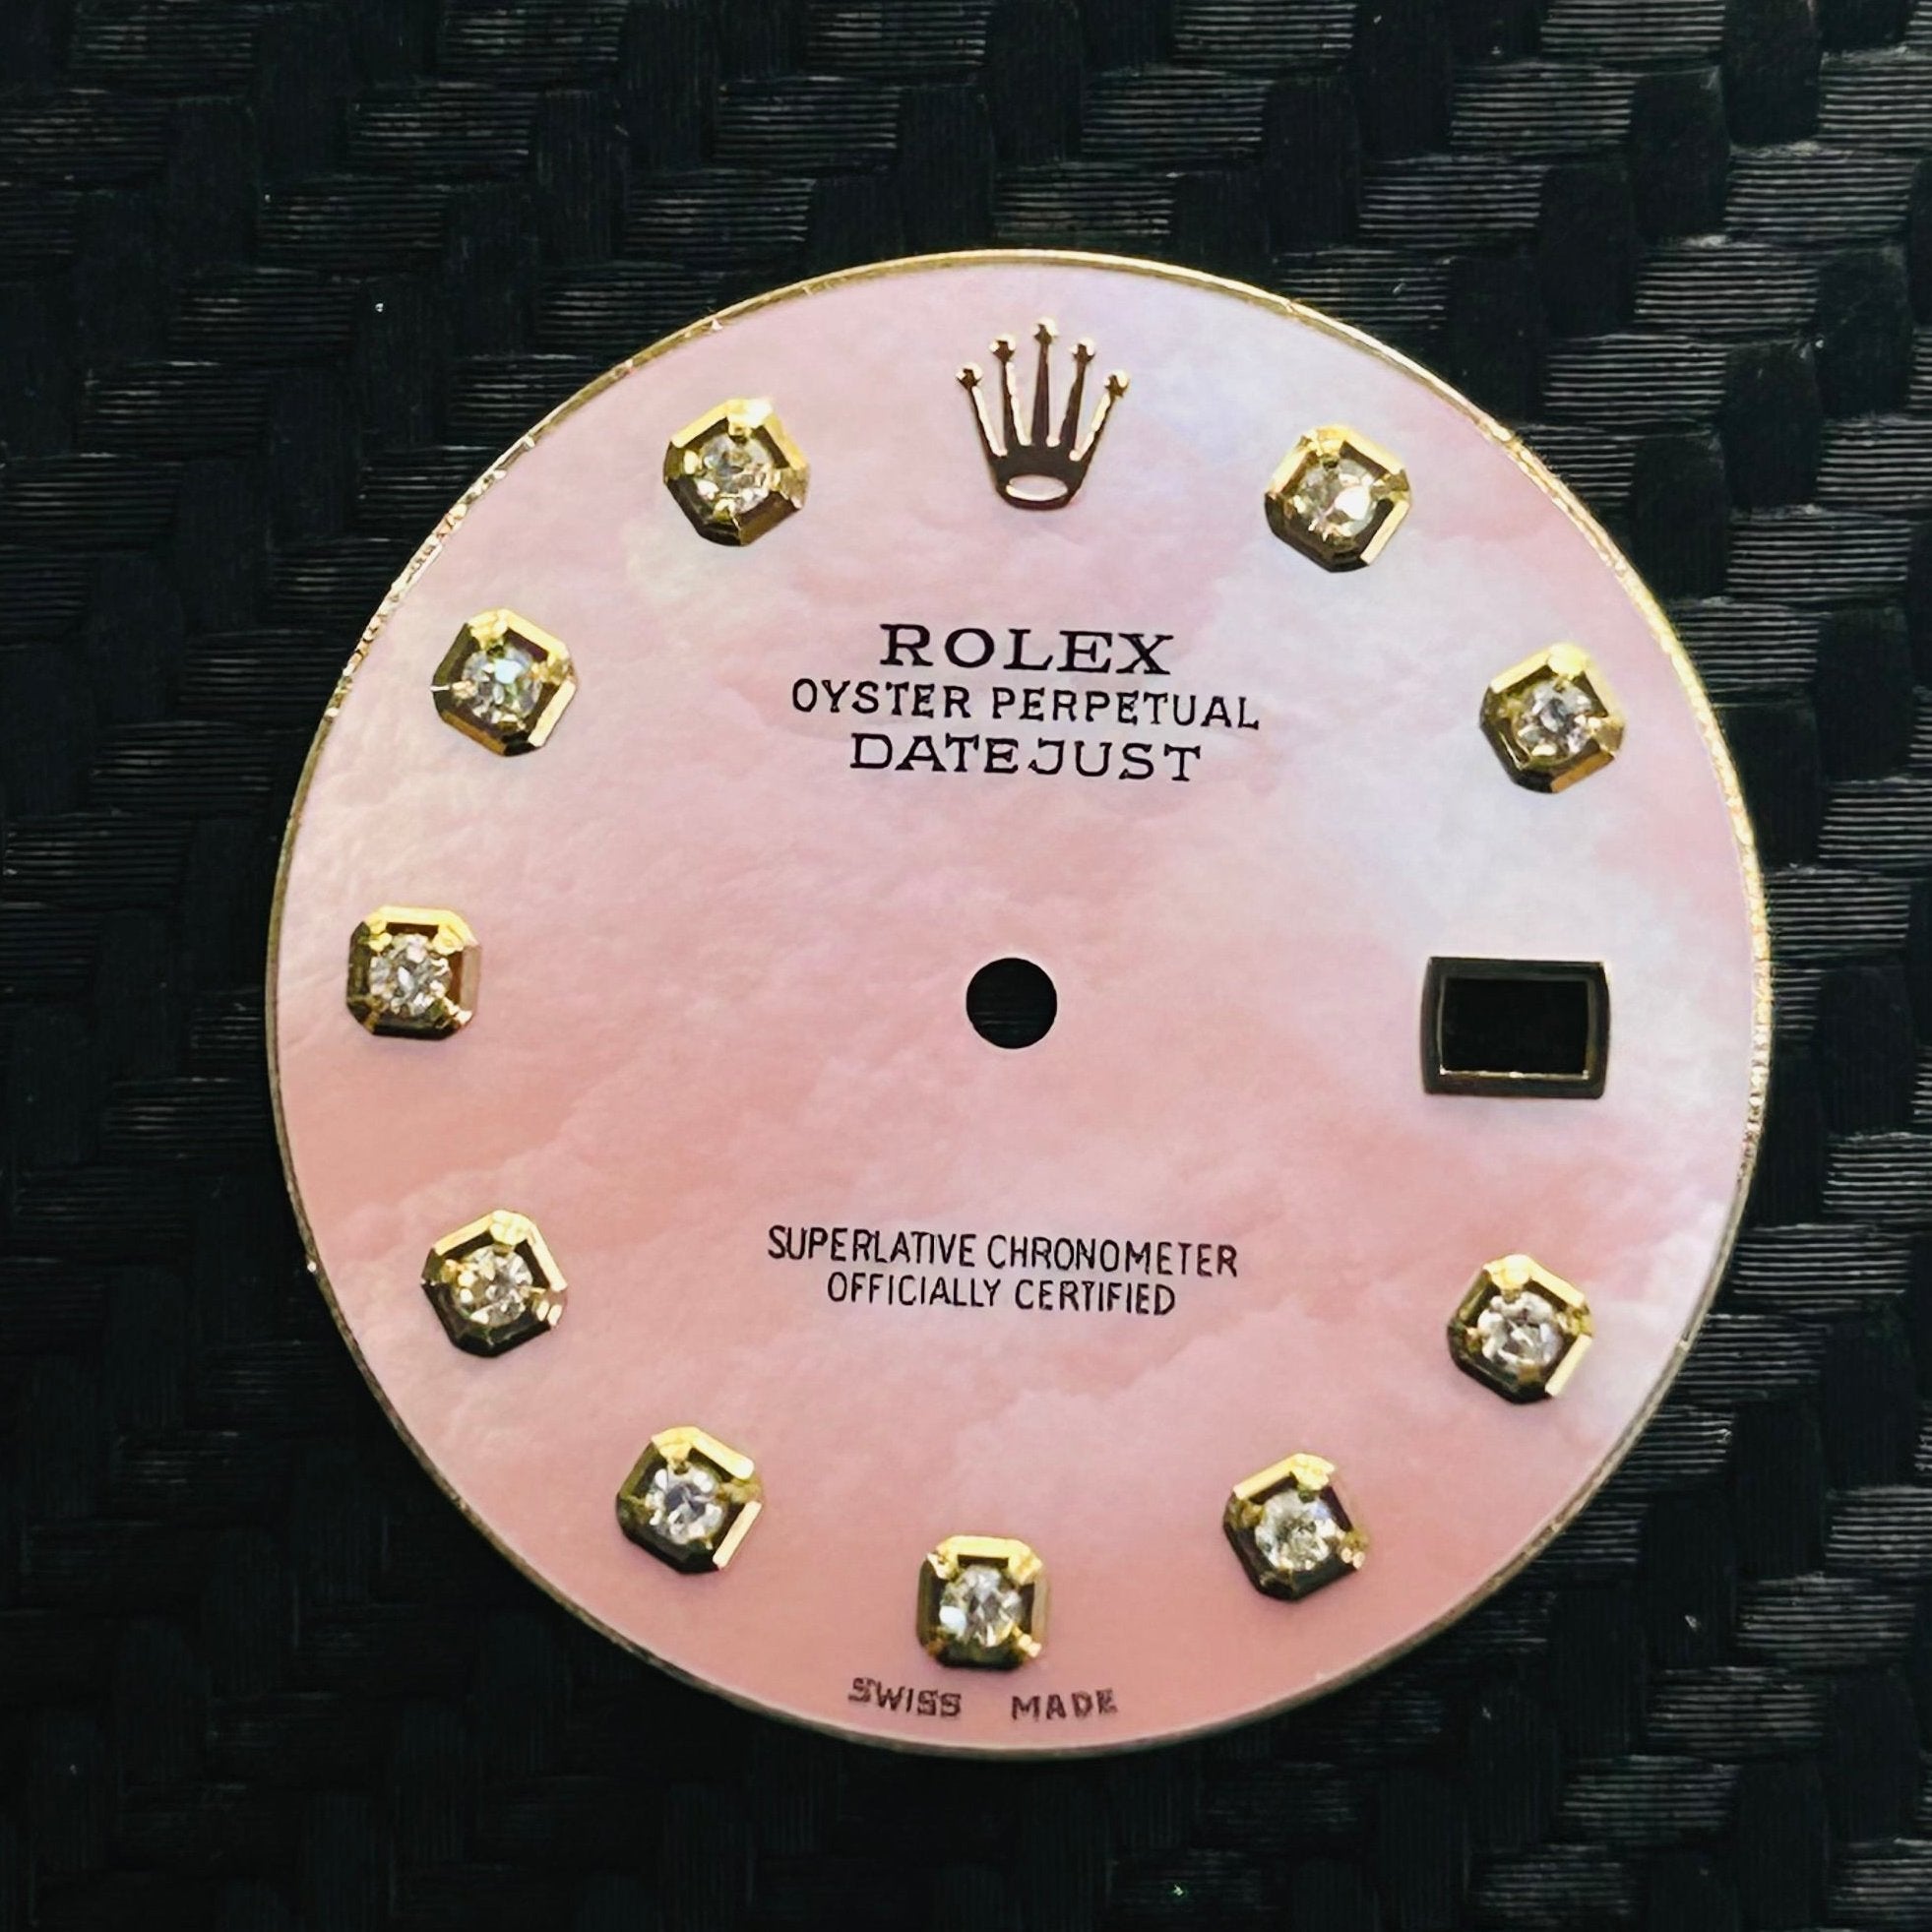 ROLEX
OYSTER PERPETUAL
DATEJUST
SUPERLATIVE CHRONOMETER
OFFICIALLY CERTIFIED
SWISS MADE